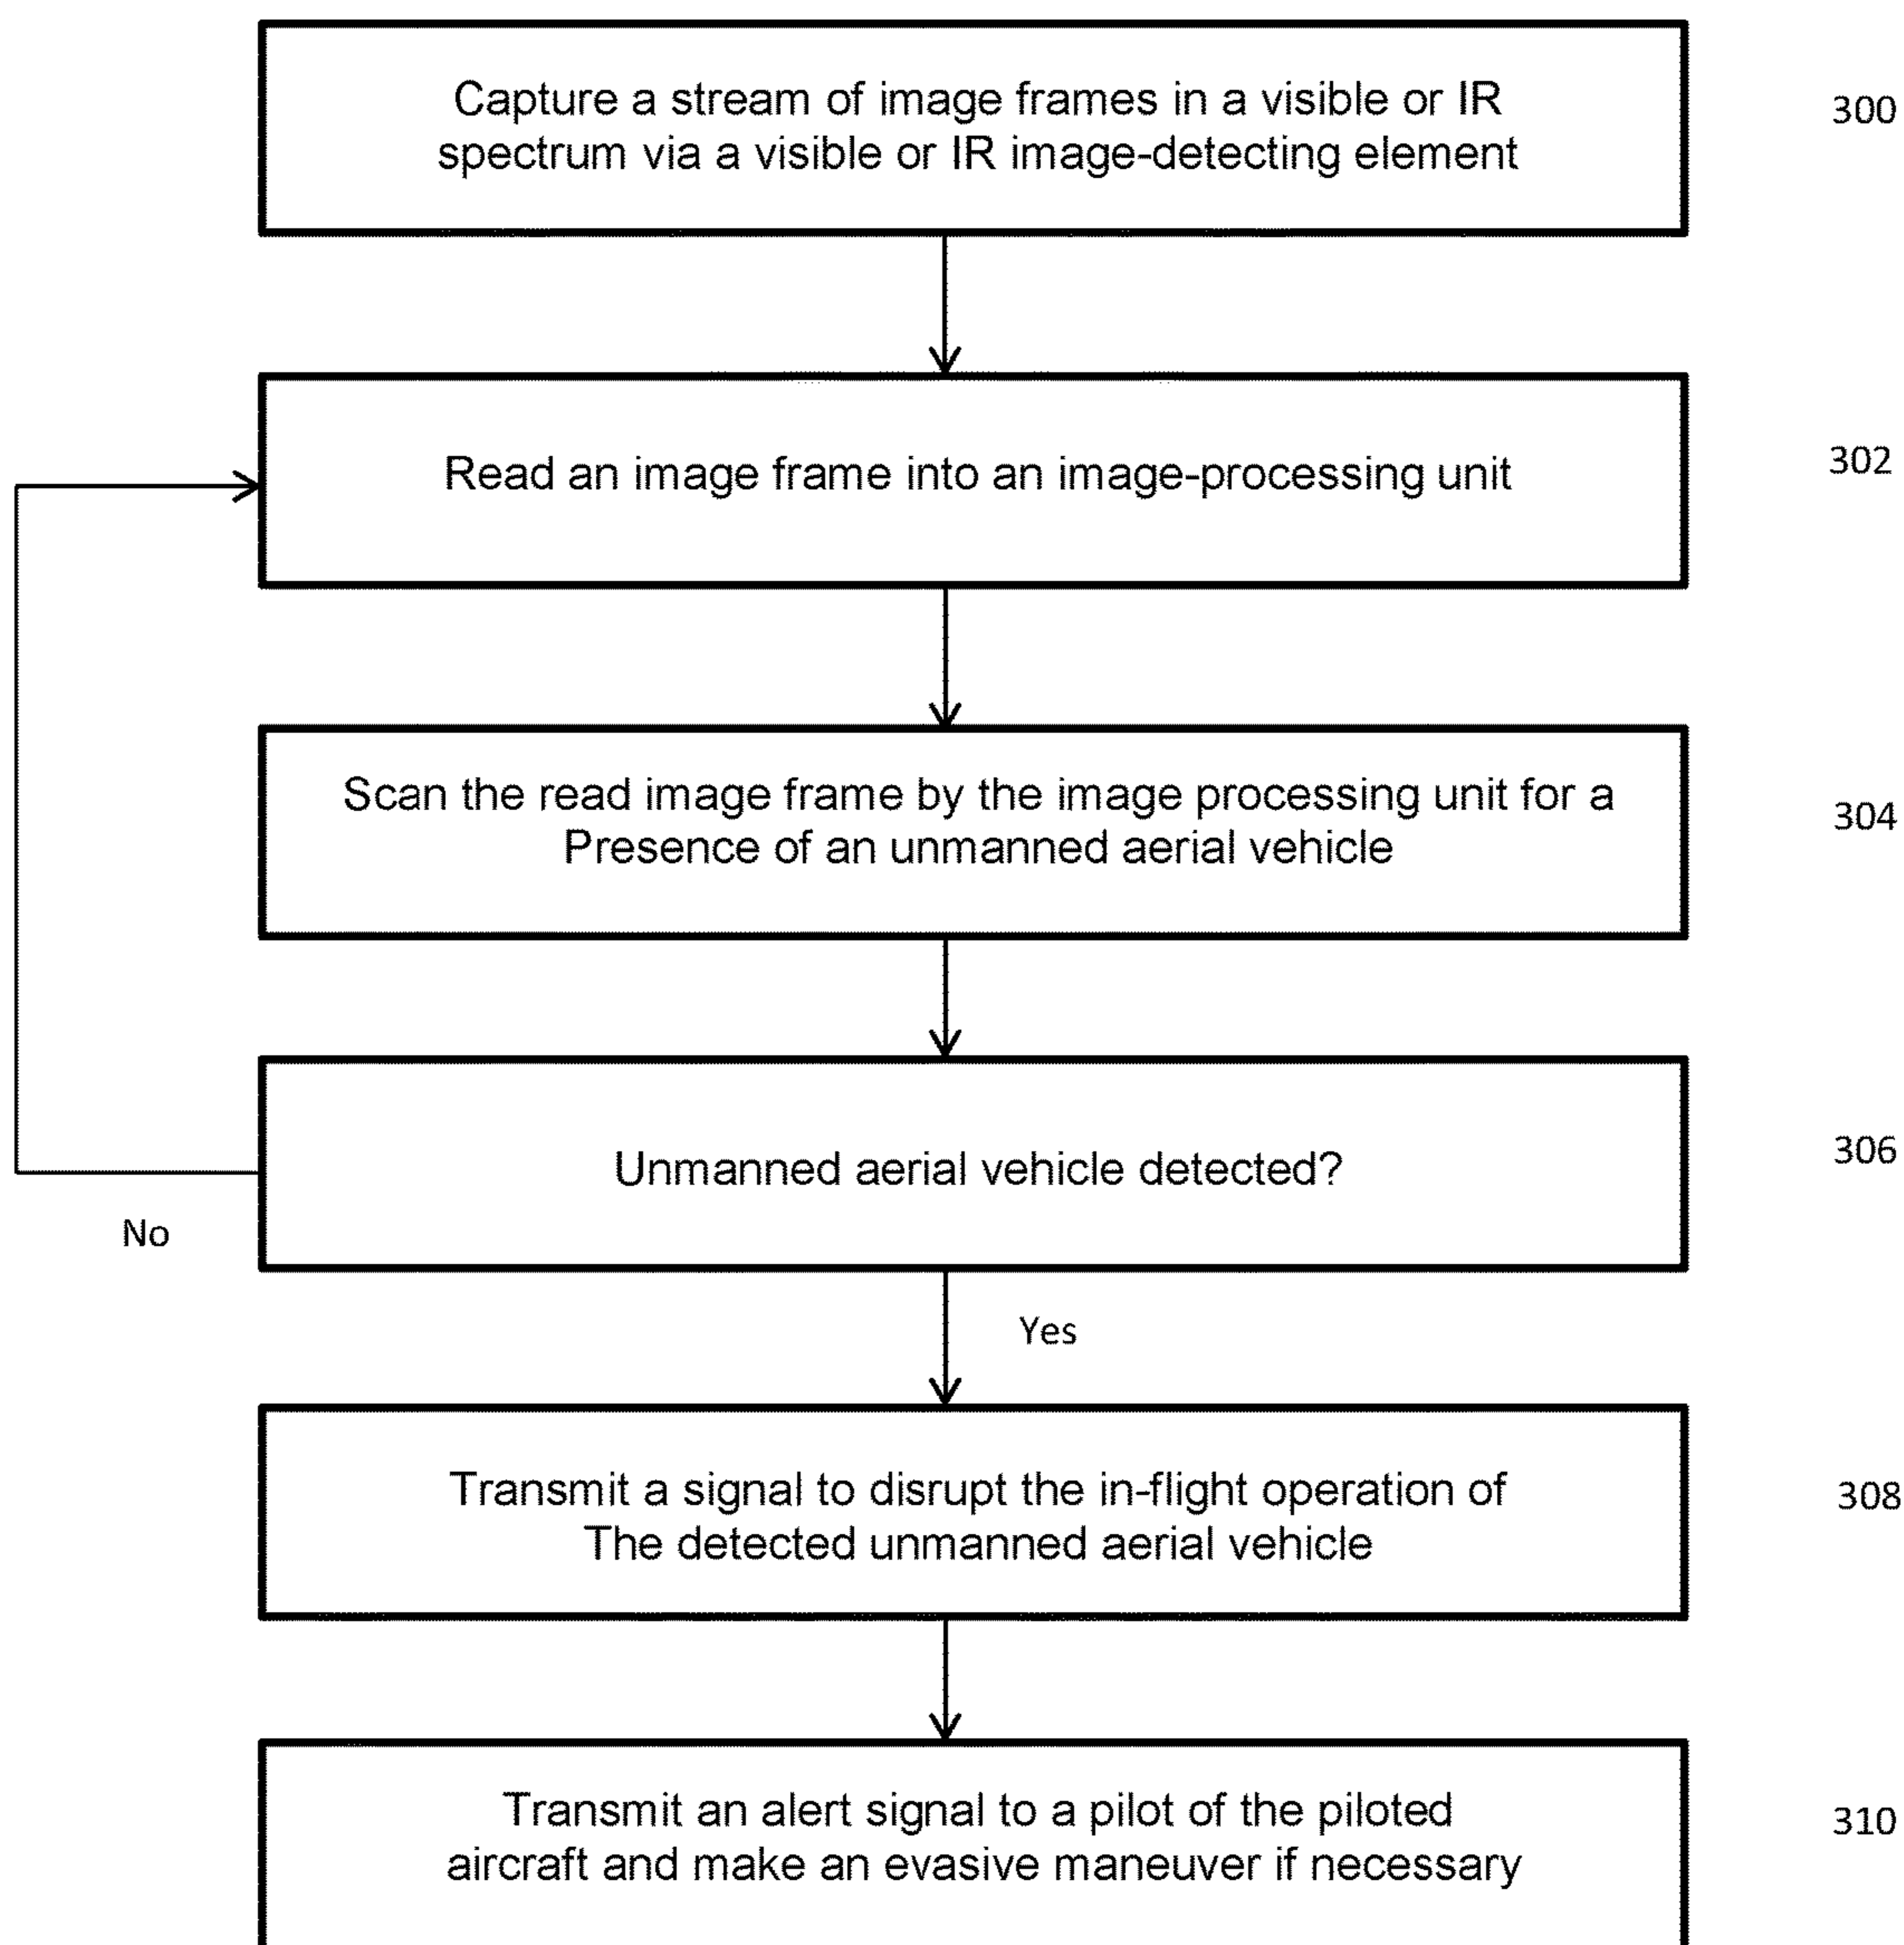 Capture a stream of image frames in a visible or IR
spectrum via a visible or IR image-detecting element
300
Read an image frame into an image-processing unit
302
Scan the read image frame by the image processing unit for a
Presence of an unmanned aerial vehicle
304
Unmanned aerial vehicle detected?
306
No
Yes
Transmit a signal to disrupt the in-flight operation of
The detected unmanned aerial vehicle
308
Transmit an alert signal to a pilot of the piloted
aircraft and make an evasive maneuver if necessary
310